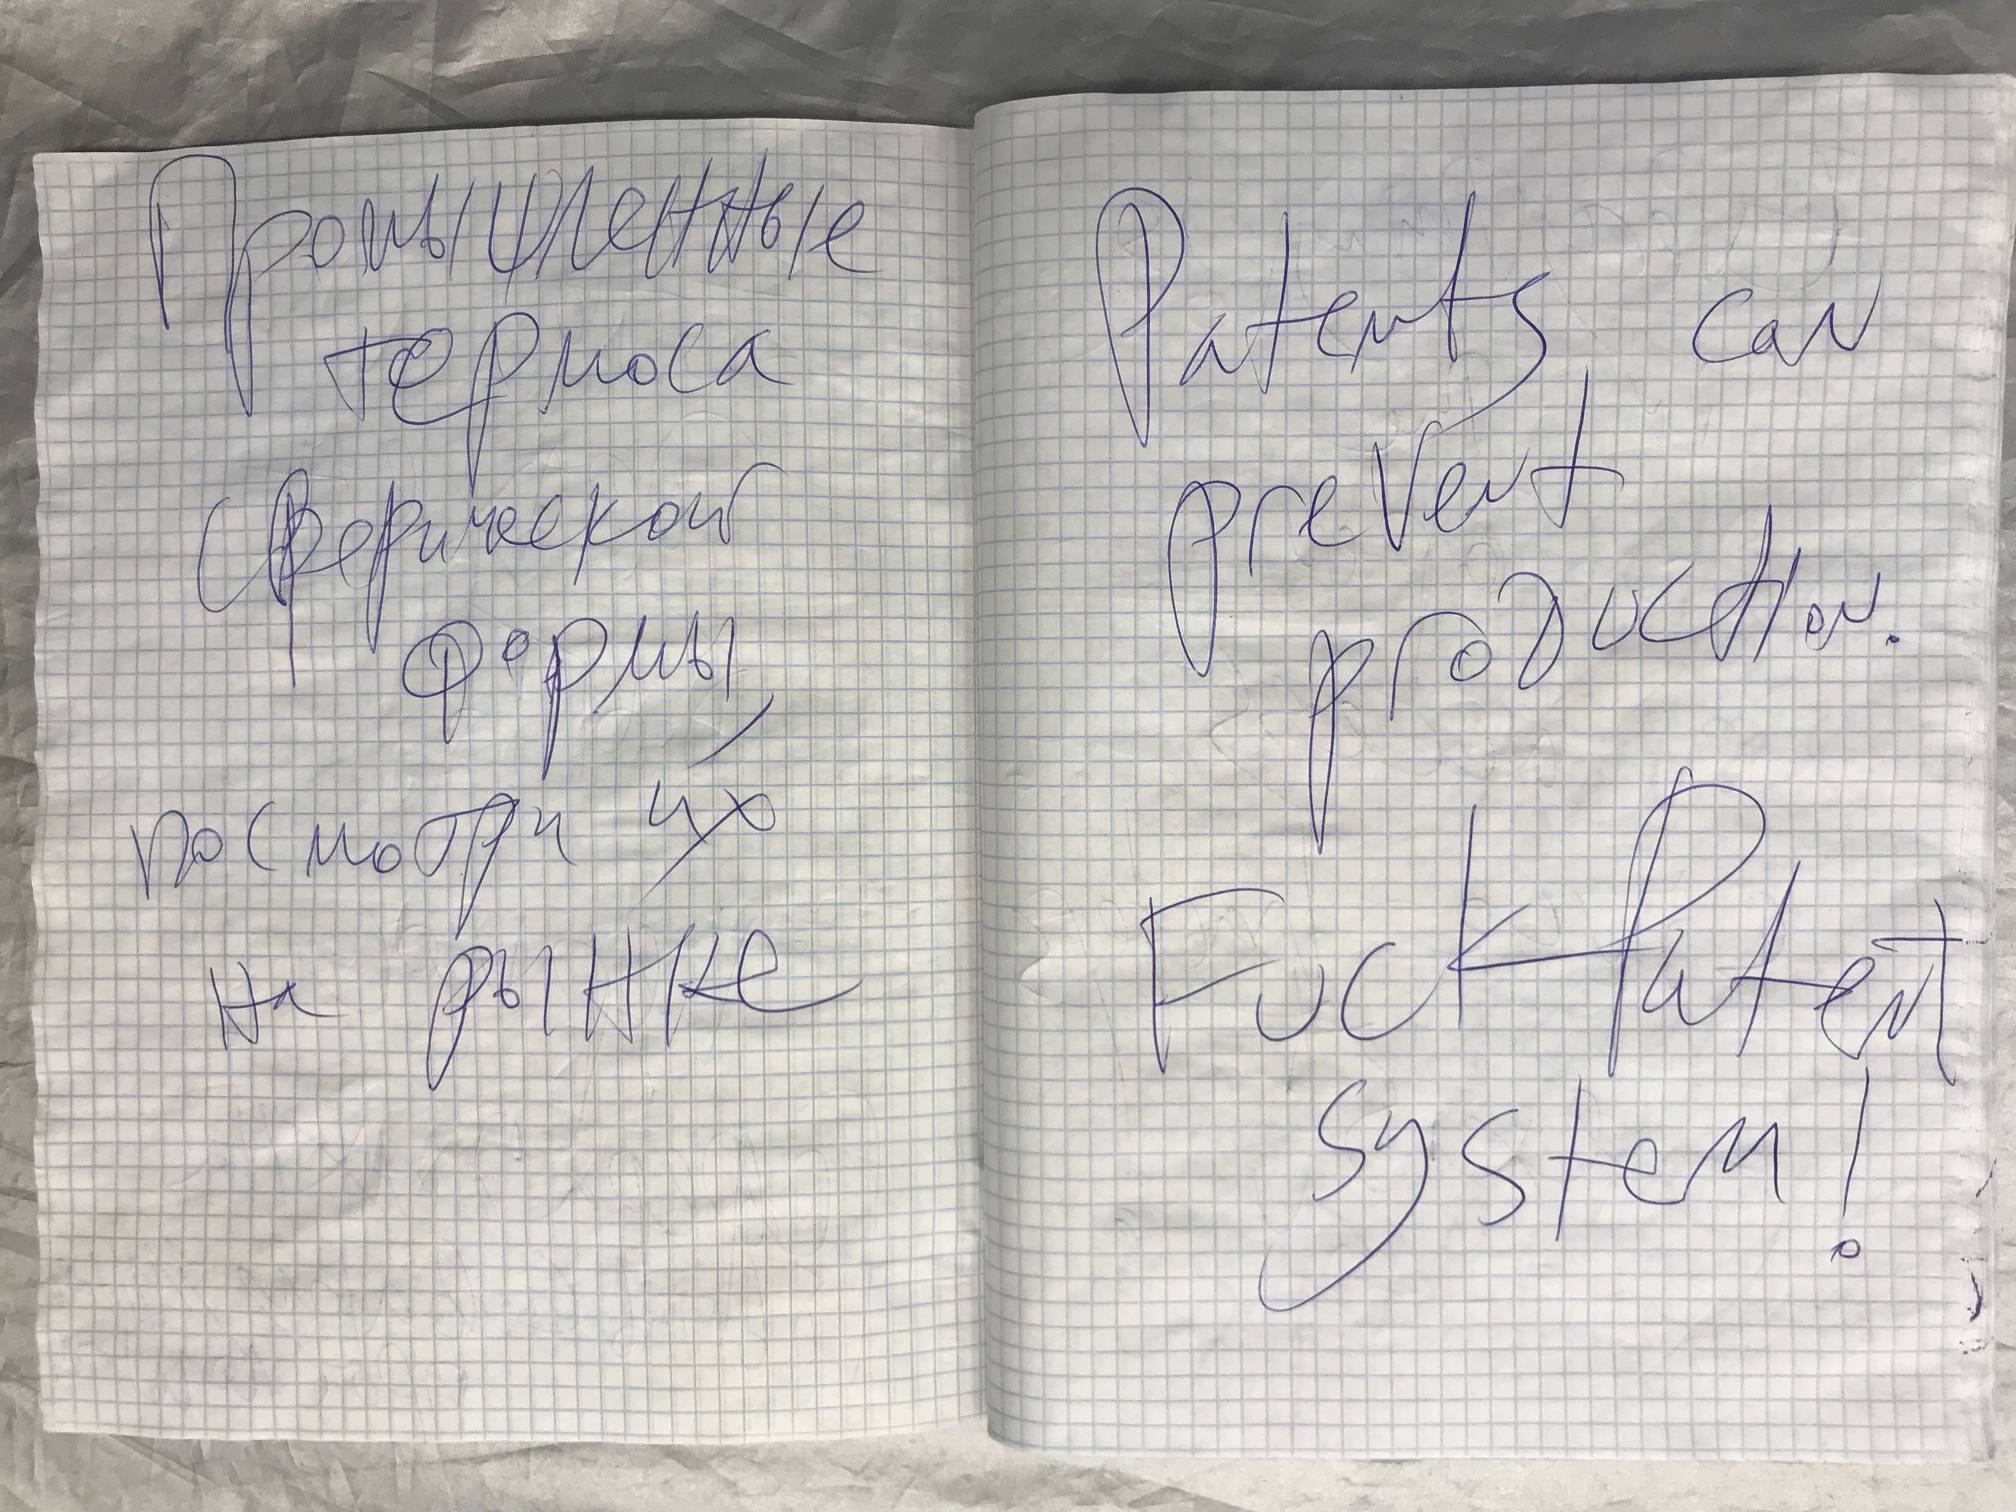 Промышленные
термоса
сферической
формы,
посмотри их
на рынке
Patents can
prevent
production.
Fuck Patent
system!